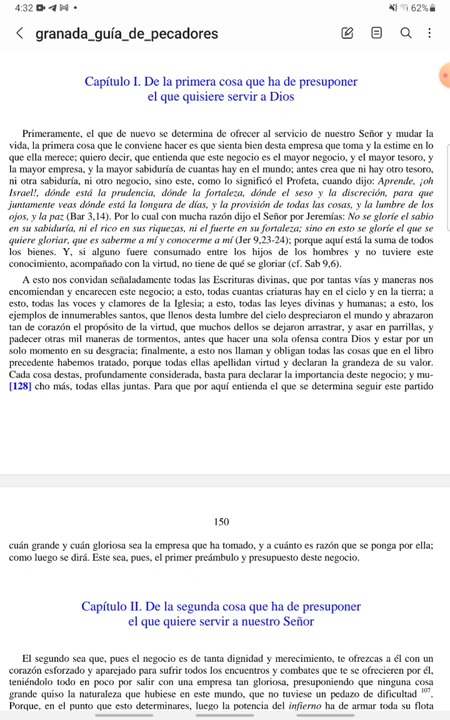 4:32
62%
granada_guía_de_pecadores
Capítulo I. De la primera cosa que ha de presuponer
el que quisiere servir a Dios
Primeramente, el que de nuevo se determina de ofrecer al servicio de nuestro Señor y mudar la
vida, la primera cosa que le conviene hacer es que sienta bien desta empresa que toma y la estime en lo
que ella merece; quiero decir, que entienda que este negocio es el mayor negocio, y el mayor tesoro, y
la mayor empresa, y la mayor sabiduría de cuantas hay en el mundo; antes crea que ni hay otro tesoro,
ni otra sabiduría, ni otro negocio, sino este, como lo significó el Profeta, cuando dijo: Aprende, ¡oh
Israel!, dónde está la prudencia, dónde la fortaleza, dónde el seso y la discreción, para que
juntamente veas dónde está la longura de días, y la provisión de todas las cosas, y la lumbre de los
ojos, y la paz (Bar 3,14). Por lo cual con mucha razón dijo el Señor por Jeremías: No se gloríe el sabio
en su sabiduría, ni el rico en sus riquezas, ni el fuerte en su fortaleza; sino en esto se gloríe el que se
quiere gloriar, que es saberme a mí y conocerme a mí (Jer 9,23-24); porque aquí está la suma de todos
los bienes. Y, si alguno fuere consumado entre los hijos de los hombres y no tuviere este
conocimiento, acompañado con la virtud, no tiene de qué se gloriar (cf. Sab 9,6).
A esto nos convidan señaladamente todas las Escrituras divinas, que por tantas vías y maneras nos
encomiendan y encarecen este negocio; a esto, todas cuantas criaturas hay en el cielo y en la tierra; a
esto, todas las voces y clamores de la Iglesia; a esto, todas las leyes divinas y humanas; a esto, los
ejemplos de innumerables santos, que llenos desta lumbre del cielo despreciaron el mundo y abrazaron
tan de corazón el propósito de la virtud, que muchos dellos se dejaron arrastrar, y asar en parrillas, y
padecer otras mil maneras de tormentos, antes que hacer una sola ofensa contra Dios y estar por un
solo momento en su desgracia; finalmente, a esto nos llaman y obligan todas las cosas que en el libro
precedente habemos tratado, porque todas ellas apellidan virtud y declaran la grandeza de su valor.
Cada cosa destas, profundamente considerada, basta para declarar la importancia deste negocio; y mu-
[128] cho más, todas ellas juntas. Para que por aquí entienda el que se determina seguir este partido
150
cuán grande y cuán gloriosa sea la empresa que ha tomado, y a cuánto es razón que se ponga por ella;
como luego se dirá. Este sea, pues, el primer preámbulo y presupuesto deste negocio.
Capítulo II. De la segunda cosa que ha de presuponer
el que quiere servir a nuestro Señor
El segundo sea que, pues el negocio es de tanta dignidad y merecimiento, te ofrezcas a él con un
corazón esforzado y aparejado para sufrir todos los encuentros y combates que te se ofrecieren por él,
teniéndolo todo en poco por salir con una empresa tan gloriosa, presuponiendo que ninguna cosa
grande quiso la naturaleza que hubiese en este mundo, que no tuviese un pedazo de dificultad 107.
Porque, en el punto que esto determinares, luego la potencia del infierno ha de armar toda su flota